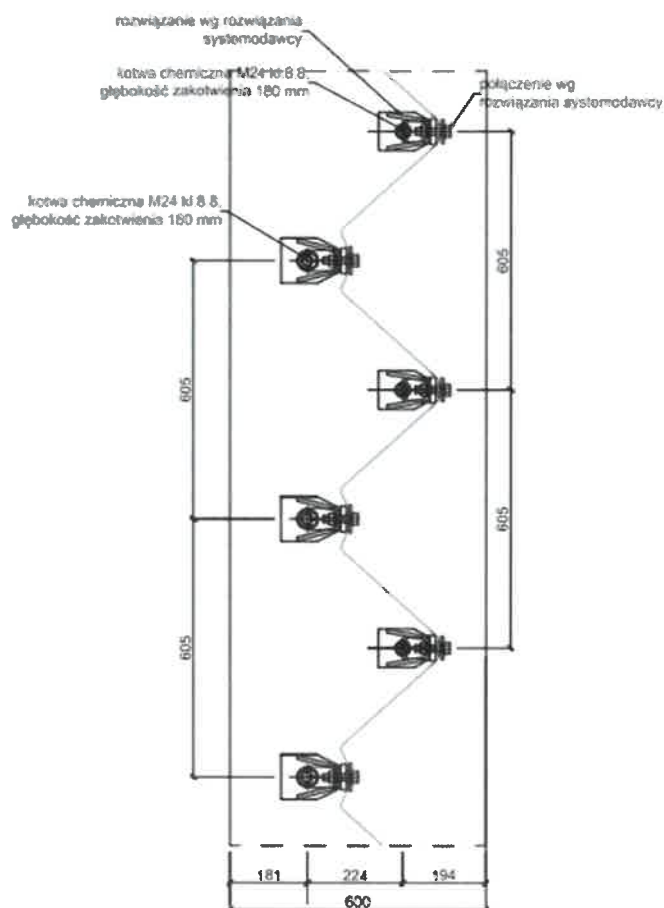 rozwiązanie wg rozwiązania
systemodawcy
kotwa chemiczna M24 kl.8.8,
głębokość zakotwienia 180 mm
połączenie wg
rozwiązania systemodawcy
kotwa chemiczna M24 kl.8.8,
głębokość zakotwienia 180 mm
605
605
605
605
181
224
194
600